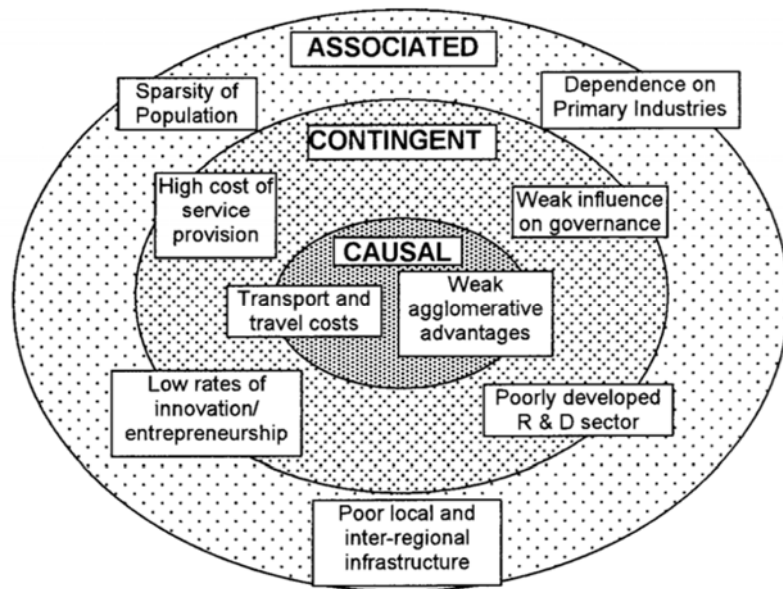 ASSOCIATED
Sparsity of
Population
Dependence on
Primary Industries
CONTINGENT
High cost of
service
provision
Weak influence
on governance
CAUSAL
Transport and
travel costs
Weak
agglomerative
advantages
Low rates of
innovation/
entrepreneurship
Poorly developed
R & D sector
Poor local and
inter-regional
infrastructure